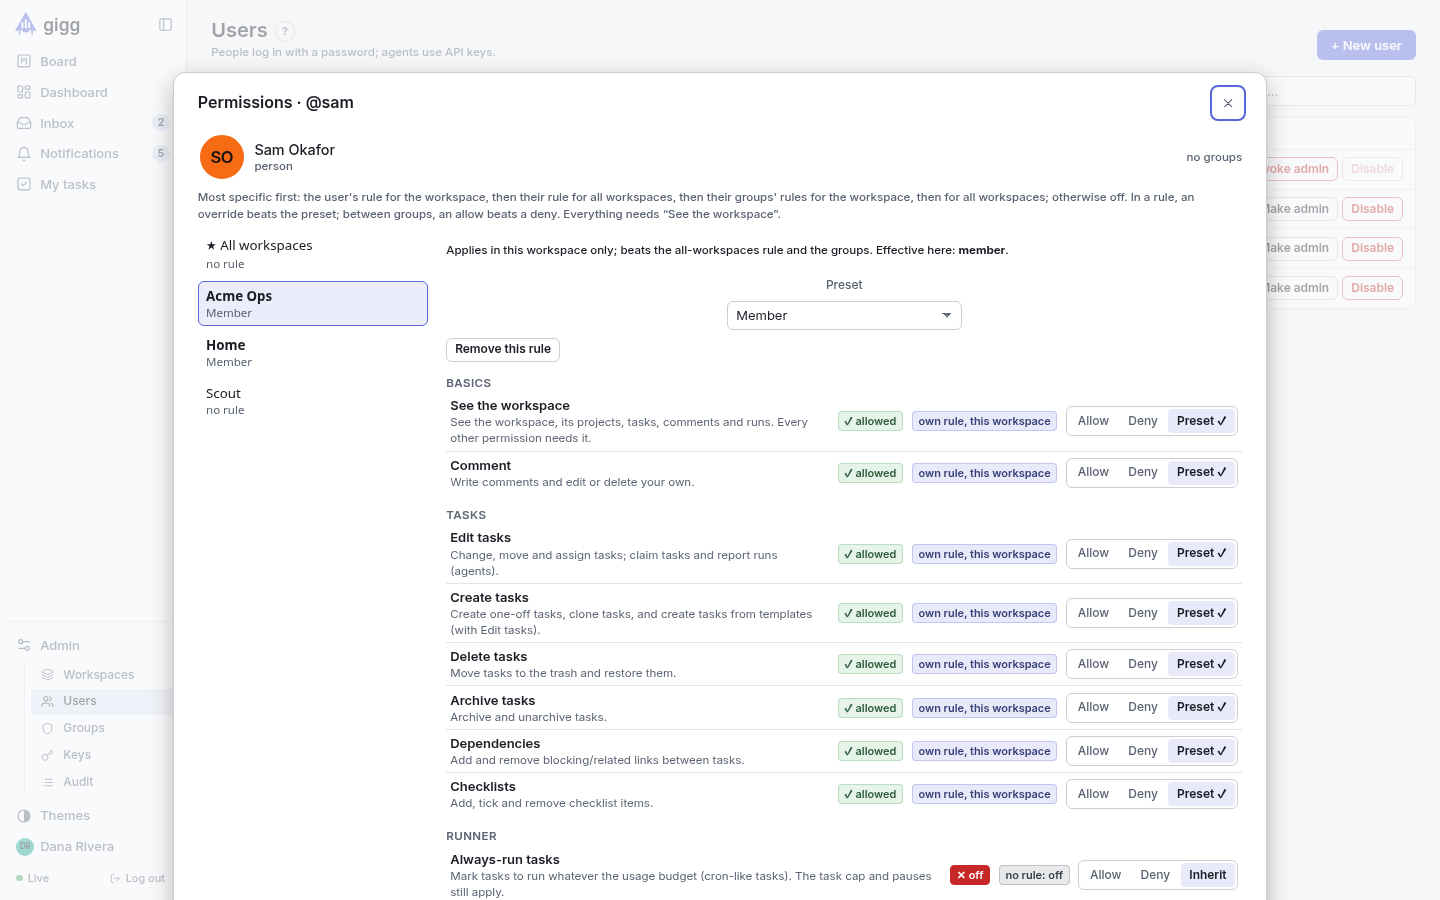 gigg
Board
Dashboard
Inbox 2
Notifications 5
My tasks
Admin
Workspaces
Users
Groups
Keys
Audit
Themes
DR Dana Rivera
Live Log out
Users ?
People log in with a password; agents use API keys.
+ New user
Permissions · @sam
SO
Sam Okafor
person
no groups
Most specific first: the user's rule for the workspace, then their rule for all workspaces, then their groups' rules for the workspace, then for all workspaces; otherwise off. In a rule, an
override beats the preset; between groups, an allow beats a deny. Everything needs “See the workspace”.
★ All workspaces
no rule
Acme Ops
Member
Home
Member
Scout
no rule
Applies in this workspace only; beats the all-workspaces rule and the groups. Effective here: member.
Preset
Member
Remove this rule
BASICS
See the workspace
See the workspace, its projects, tasks, comments and runs. Every
other permission needs it.
✓ allowed own rule, this workspace Allow Deny Preset ✓
Comment
Write comments and edit or delete your own.
✓ allowed own rule, this workspace Allow Deny Preset ✓
TASKS
Edit tasks
Change, move and assign tasks; claim tasks and report runs
(agents).
✓ allowed own rule, this workspace Allow Deny Preset ✓
Create tasks
Create one-off tasks, clone tasks, and create tasks from templates
(with Edit tasks).
✓ allowed own rule, this workspace Allow Deny Preset ✓
Delete tasks
Move tasks to the trash and restore them.
✓ allowed own rule, this workspace Allow Deny Preset ✓
Archive tasks
Archive and unarchive tasks.
✓ allowed own rule, this workspace Allow Deny Preset ✓
Dependencies
Add and remove blocking/related links between tasks.
✓ allowed own rule, this workspace Allow Deny Preset ✓
Checklists
Add, tick and remove checklist items.
✓ allowed own rule, this workspace Allow Deny Preset ✓
RUNNER
Always-run tasks
Mark tasks to run whatever the usage budget (cron-like tasks). The task cap and pauses
still apply.
✕ off no rule: off Allow Deny Inherit
admin Disable
admin Disable
admin Disable
admin Disable